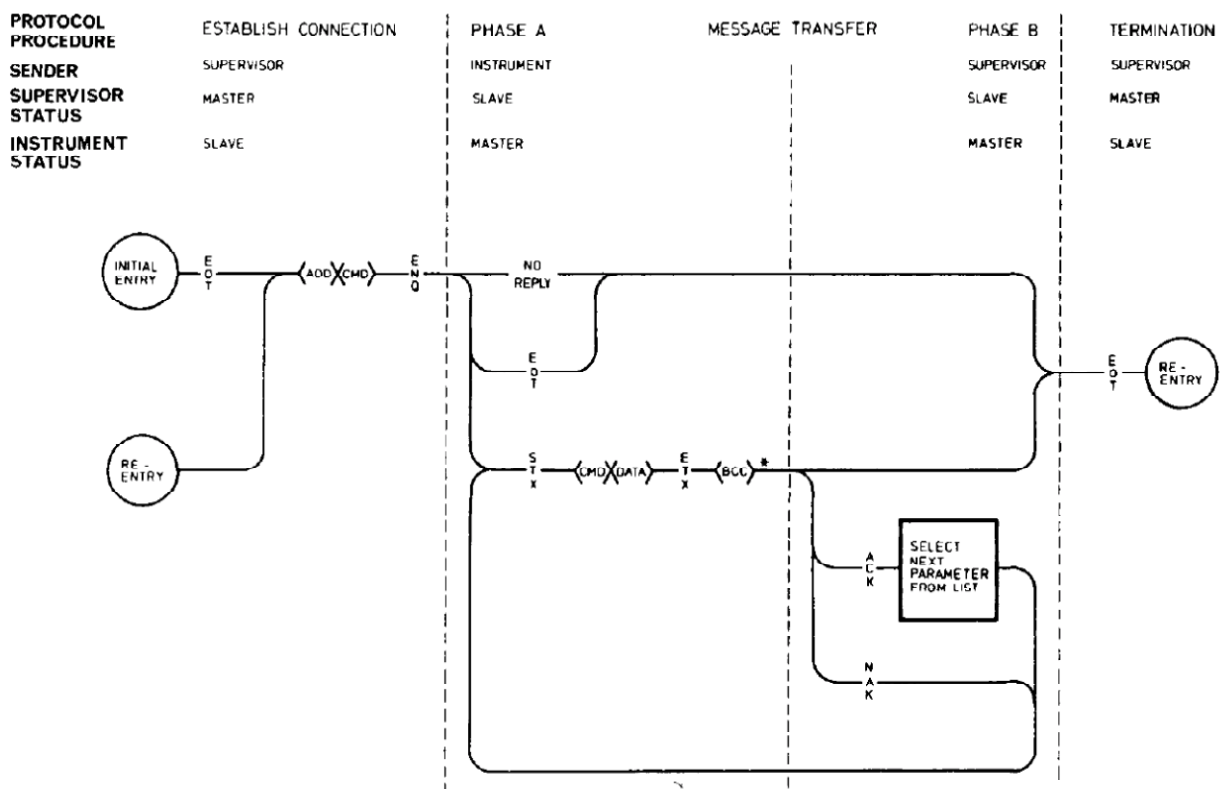 PROTOCOL
PROCEDURE
ESTABLISH CONNECTION
PHASE A
MESSAGE TRANSFER
PHASE B
TERMINATION
SENDER
SUPERVISOR
INSTRUMENT
SUPERVISOR
SUPERVISOR
SUPERVISOR
STATUS
MASTER
SLAVE
SLAVE
MASTER
INSTRUMENT
STATUS
SLAVE
MASTER
MASTER
SLAVE
INITIAL
ENTRY
EOT
(ADD)(CMD)
ENQ
NO
REPLY
EOT
EOT
RE-
ENTRY
RE-
ENTRY
STX
(CMD)(DATA)
ETX
(BCC)
*
ACK
SELECT
NEXT
PARAMETER
FROM LIST
NAK